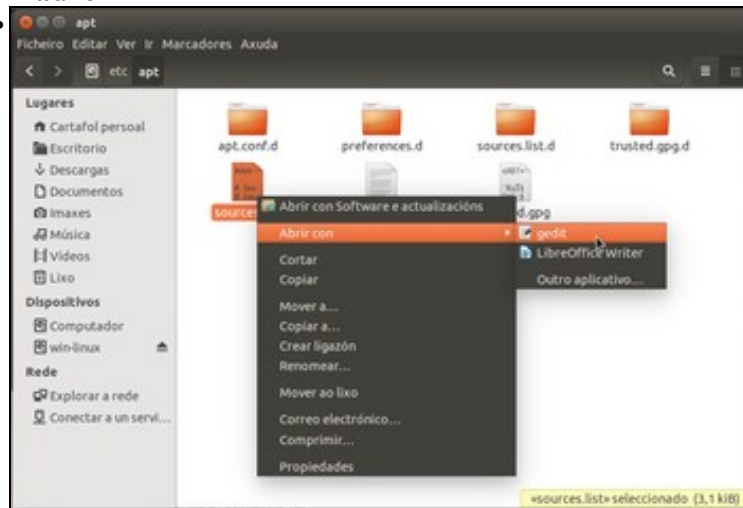 apt
Ficheiro Editar Ver Ir Marcadores Axuda
etc apt
Lugares
Cartafol persoal
Escritorio
Descargas
Documentos
Imaxes
Música
Vídeos
Lixo
Dispositivos
Computador
win-linux
Rede
Explorar a rede
Conectar a un servi...
apt.conf.d preferences.d sources.list.d trusted.gpg.d
sources d.gpg
Abrir con Software e actualizacións
Abrir con
Cortar
Copiar
Mover a...
Copiar a...
Crear ligazón
Renomear...
Mover ao lixo
Correo electrónico...
Comprimir...
Propiedades
gedit
LibreOffice Writer
Outro aplicativo...
«sources.list» seleccionado (3,1 kiB)